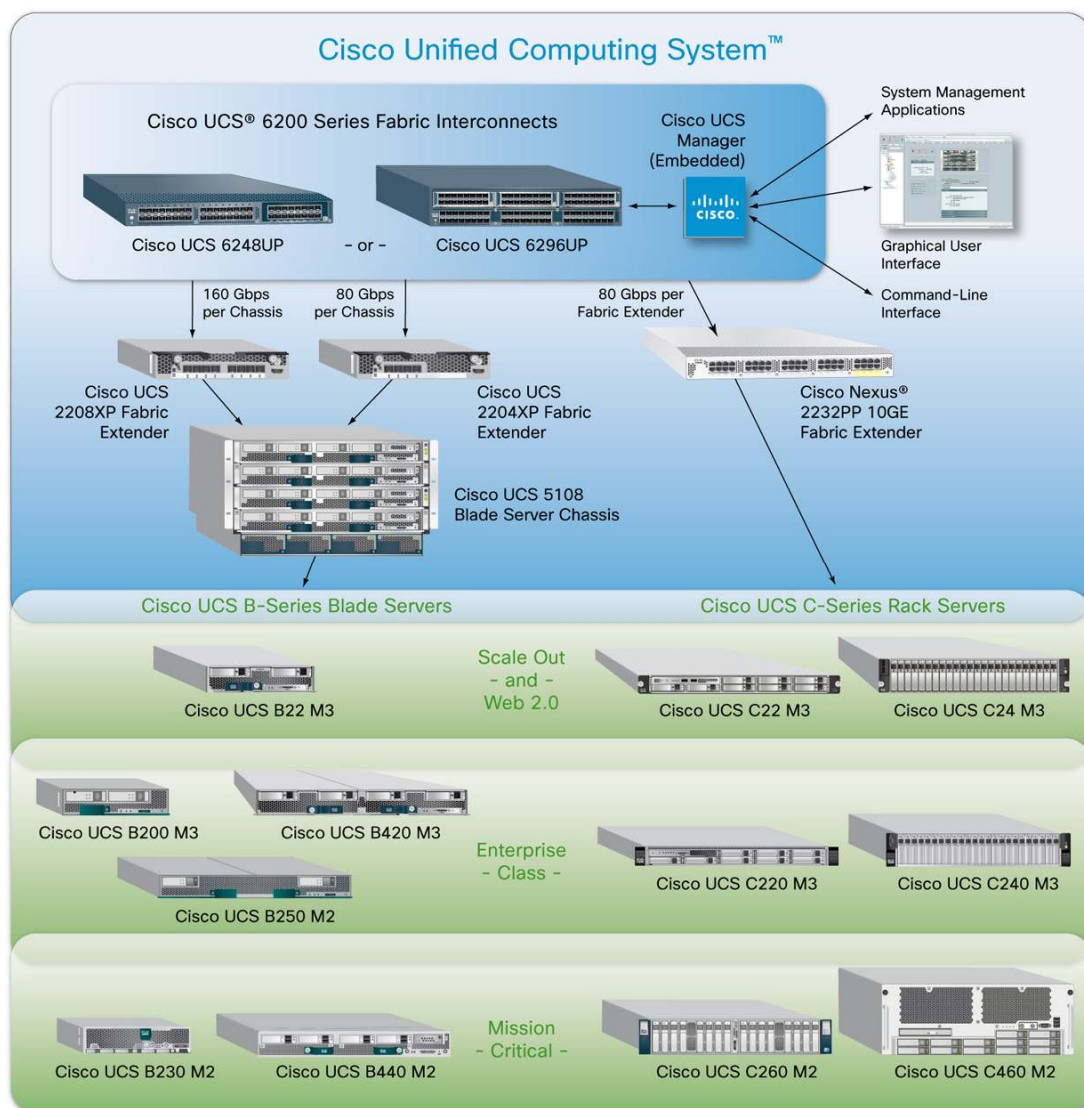 Cisco Unified Computing System™
Cisco UCS® 6200 Series Fabric Interconnects
Cisco UCS
Manager
(Embedded)
System Management
Applications
CISCO.
Cisco UCS 6248UP
- or -
Cisco UCS 6296UP
Graphical User
Interface
Command-Line
Interface
160 Gbps
per Chassis
80 Gbps
per Chassis
80 Gbps per
Fabric Extender
Cisco UCS
2208XP Fabric
Extender
Cisco UCS
2204XP Fabric
Extender
Cisco Nexus®
2232PP 10GE
Fabric Extender
Cisco UCS 5108
Blade Server Chassis
Cisco UCS B-Series Blade Servers
Cisco UCS C-Series Rack Servers
Scale Out
- and -
Web 2.0
Cisco UCS B22 M3
Cisco UCS C22 M3
Cisco UCS C24 M3
Cisco UCS B200 M3
Cisco UCS B420 M3
Cisco UCS B250 M2
Enterprise
- Class -
Cisco UCS C220 M3
Cisco UCS C240 M3
Cisco UCS B230 M2
Cisco UCS B440 M2
Mission
- Critical -
Cisco UCS C260 M2
Cisco UCS C460 M2